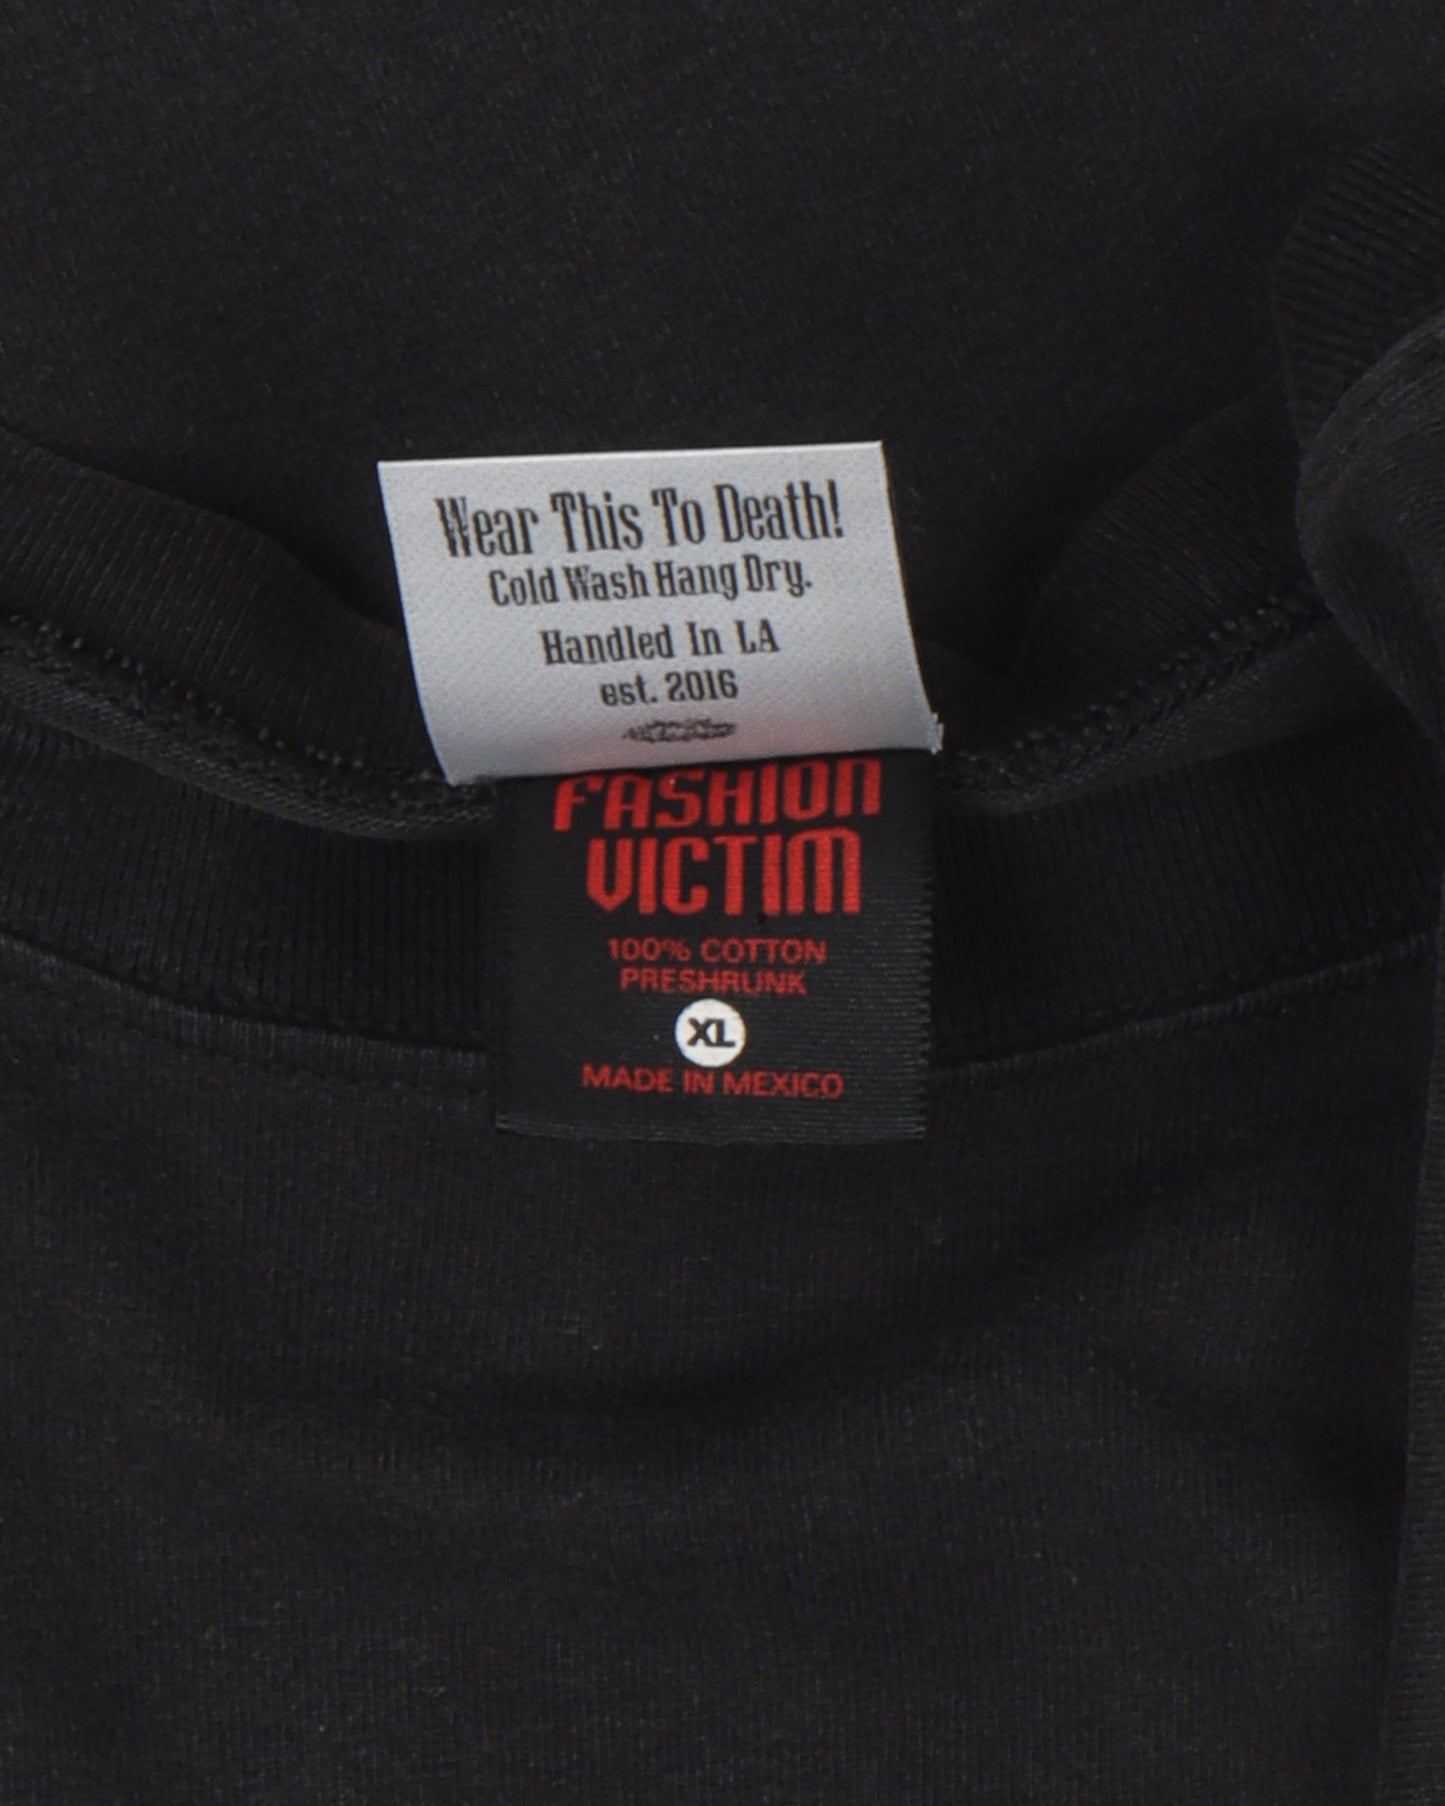 Wear This To Death!
Cold Wash Hang Dry.
Handled In LA
est. 2016
FASHION
VICTIM
100% COTTON
PRESHRUNK
XL
MADE IN MEXICO